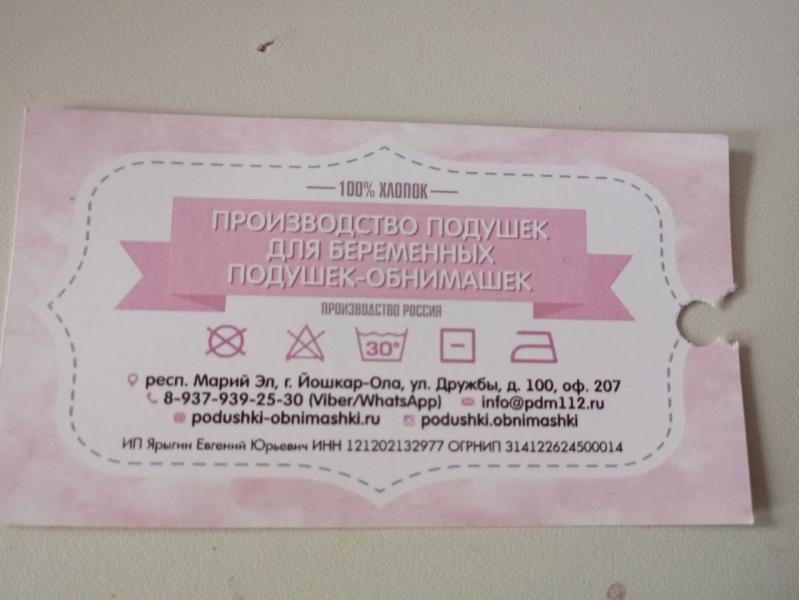 100% ХЛОПОК
ПРОИЗВОДСТВО ПОДУШЕК
ДЛЯ БЕРЕМЕННЫХ
ПОДУШЕК-ОБНИМАШЕК
ПРОИЗВОДСТВО РОССИЯ
30°
респ. Марий Эл, г. Йошкар-Ола, ул. Дружбы, д. 100, оф. 207
8-937-939-25-30 (Viber/WhatsApp) info@pdm112.ru
podushki-obnimashki.ru podushki.obnimashki
ИП Ярыгин Евгений Юрьевич ИНН 121202132977 ОГРНИП 314122624500014